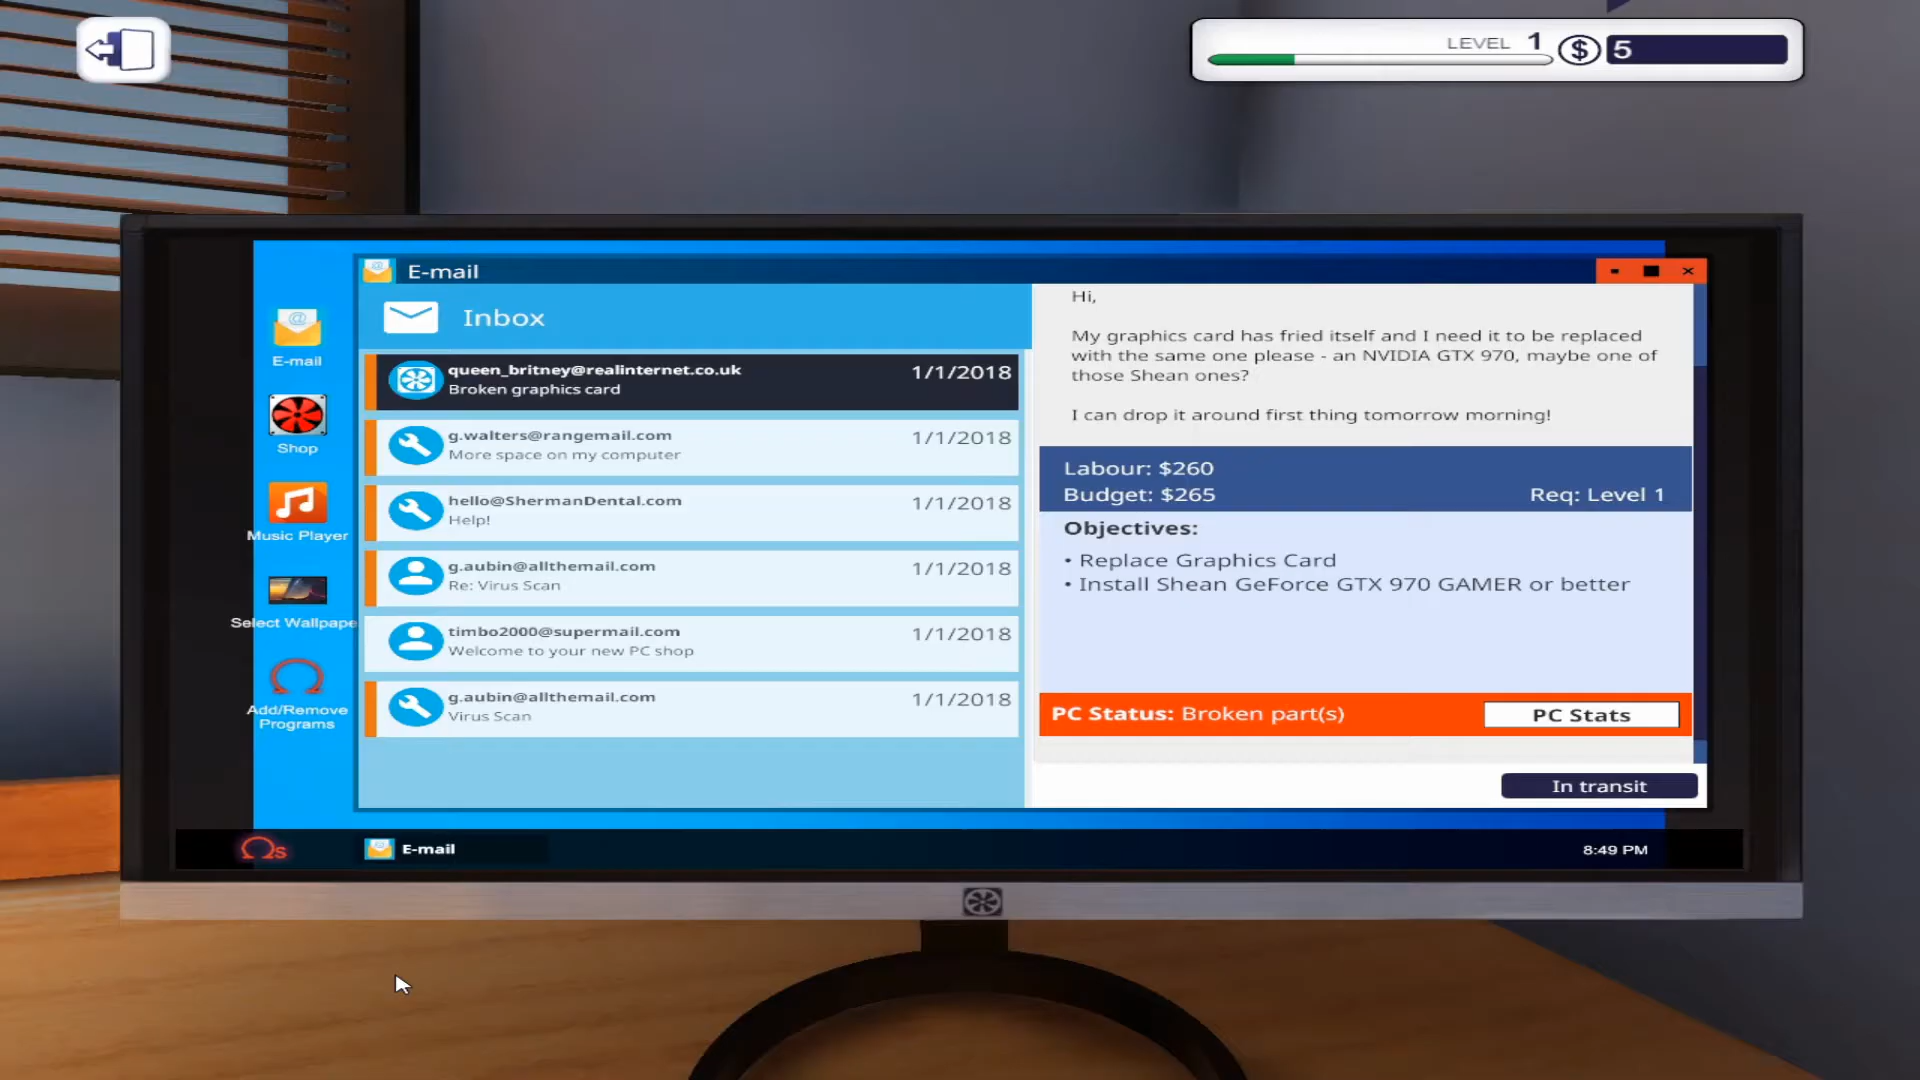 LEVEL 1
$ 5
E-mail
Inbox
E-mail
Shop
Music Player
Select Wallpape
Add/Remove
Programs
queen_britney@realinternet.co.uk 1/1/2018
Broken graphics card
g.walters@rangemail.com 1/1/2018
More space on my computer
hello@ShermanDental.com 1/1/2018
Help!
g.aubin@allthemail.com 1/1/2018
Re: Virus Scan
timbo2000@supermail.com 1/1/2018
Welcome to your new PC shop
g.aubin@allthemail.com 1/1/2018
Virus Scan
Hi,
My graphics card has fried itself and I need it to be replaced
with the same one please - an NVIDIA GTX 970, maybe one of
those Shean ones?
I can drop it around first thing tomorrow morning!
Labour: $260
Budget: $265 Req: Level 1
Objectives:
• Replace Graphics Card
• Install Shean GeForce GTX 970 GAMER or better
PC Status: Broken part(s) PC Stats
In transit
Ωs E-mail 8:49 PM